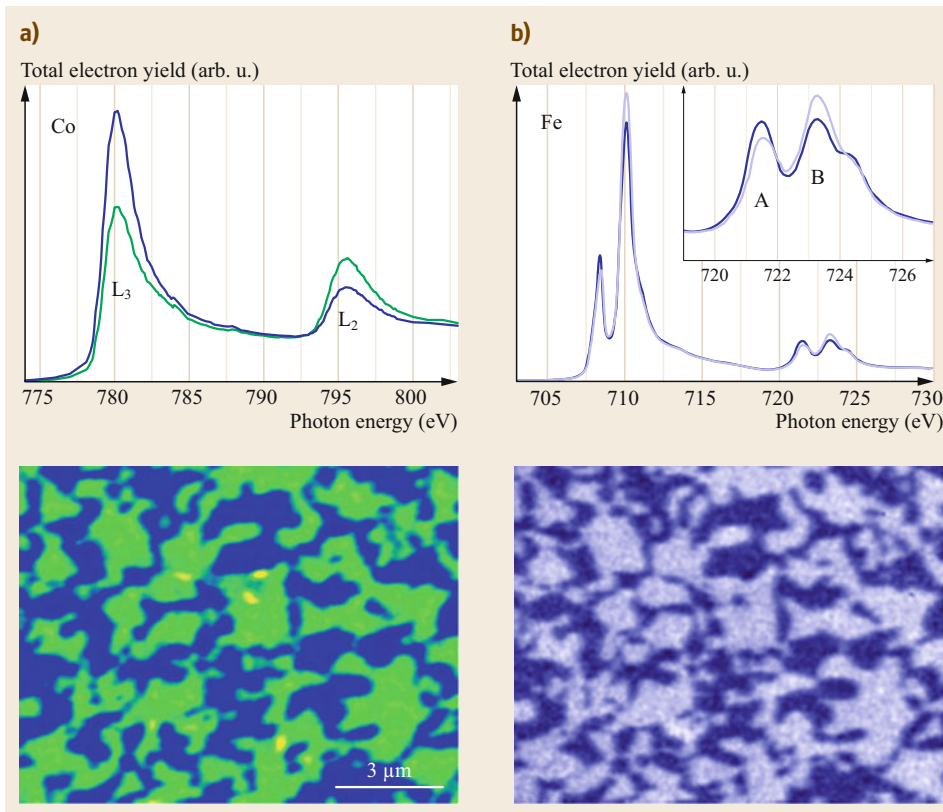 a)
Total electron yield (arb. u.)
Co
L3
L2
775 780 785 790 795 800
Photon energy (eV)
b)
Total electron yield (arb. u.)
Fe
A
B
720 722 724 726
705 710 715 720 725 730
Photon energy (eV)
3 µm